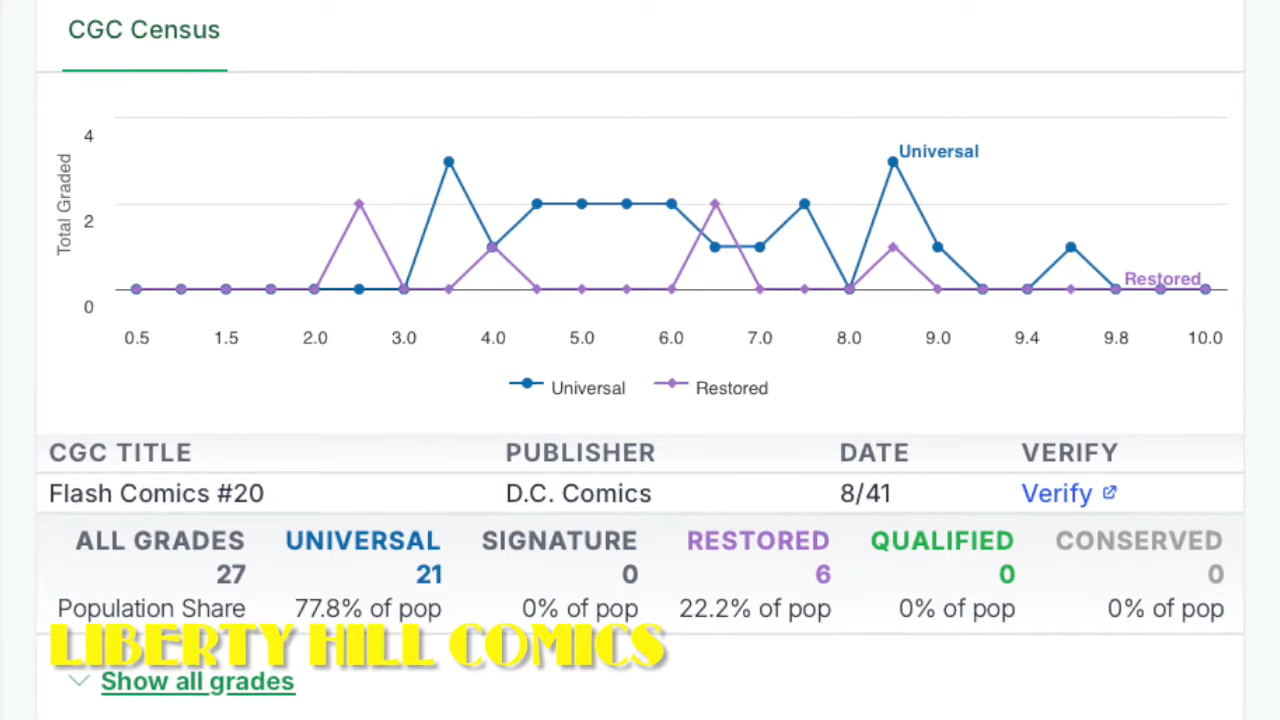 CGC Census
4
Universal
Total Graded
2
Restored
0
0.5 1.5 2.0 3.0 4.0 5.0 6.0 7.0 8.0 9.0 9.4 9.8 10.0
Universal Restored
CGC TITLE PUBLISHER DATE VERIFY
Flash Comics #20 D.C. Comics 8/41 Verify
ALL GRADES UNIVERSAL SIGNATURE RESTORED QUALIFIED CONSERVED
27 21 0 6 0 0
Population Share 77.8% of pop 0% of pop 22.2% of pop 0% of pop 0% of pop
LIBERTY HILL COMICS
Show all grades